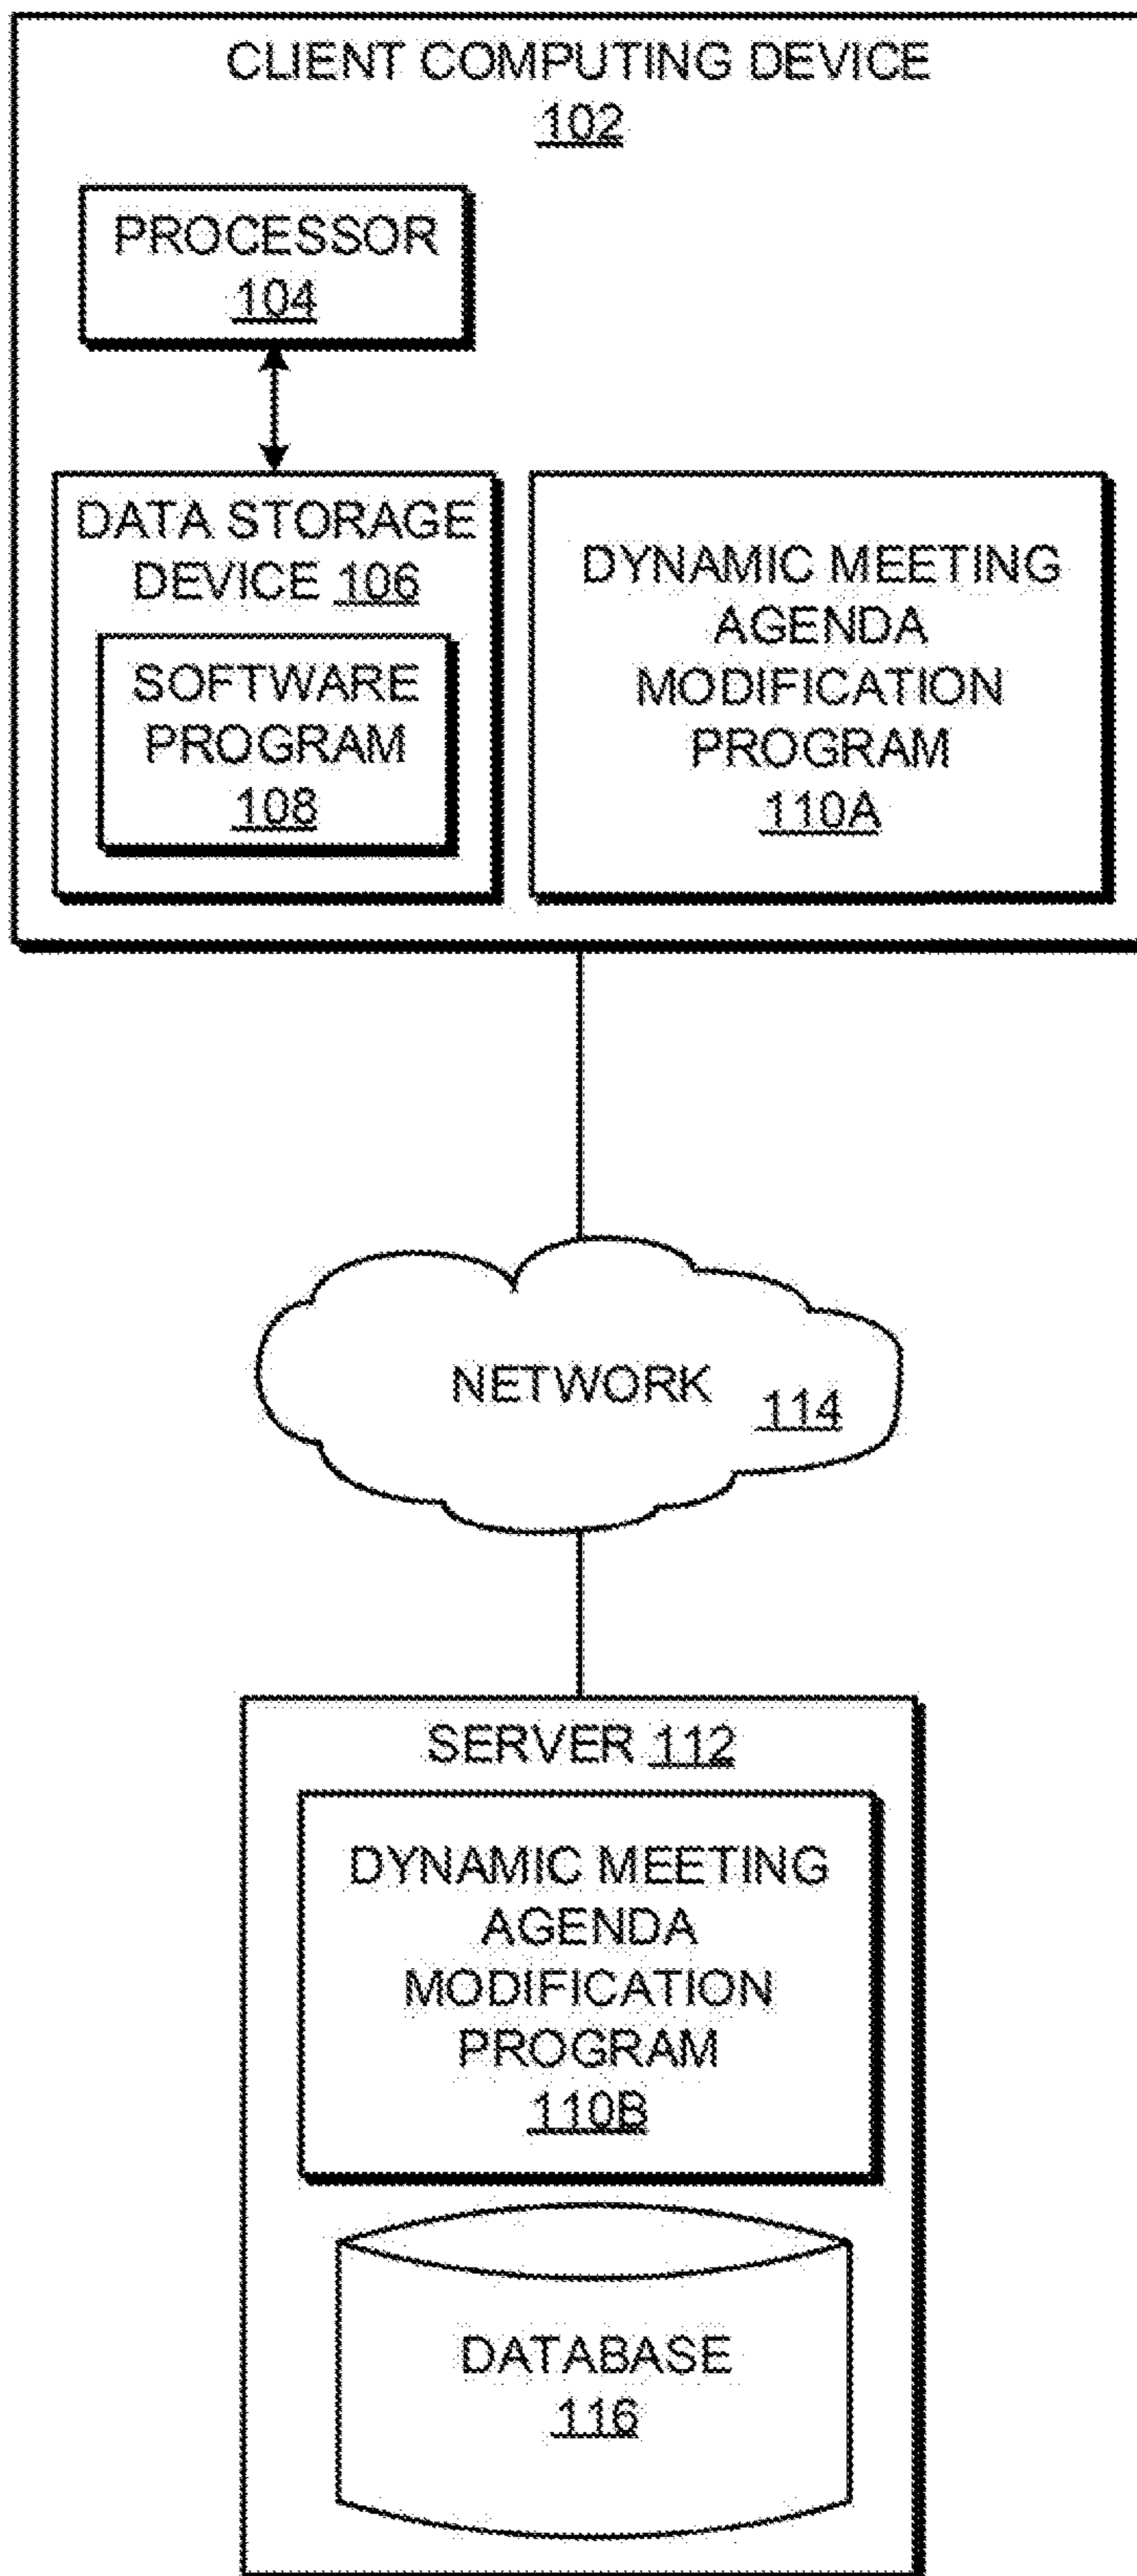 CLIENT COMPUTING DEVICE
102
PROCESSOR
104
DATA STORAGE
DEVICE 106
SOFTWARE
PROGRAM
108
DYNAMIC MEETING
AGENDA
MODIFICATION
PROGRAM
110A
NETWORK 114
SERVER 112
DYNAMIC MEETING
AGENDA
MODIFICATION
PROGRAM
110B
DATABASE
116